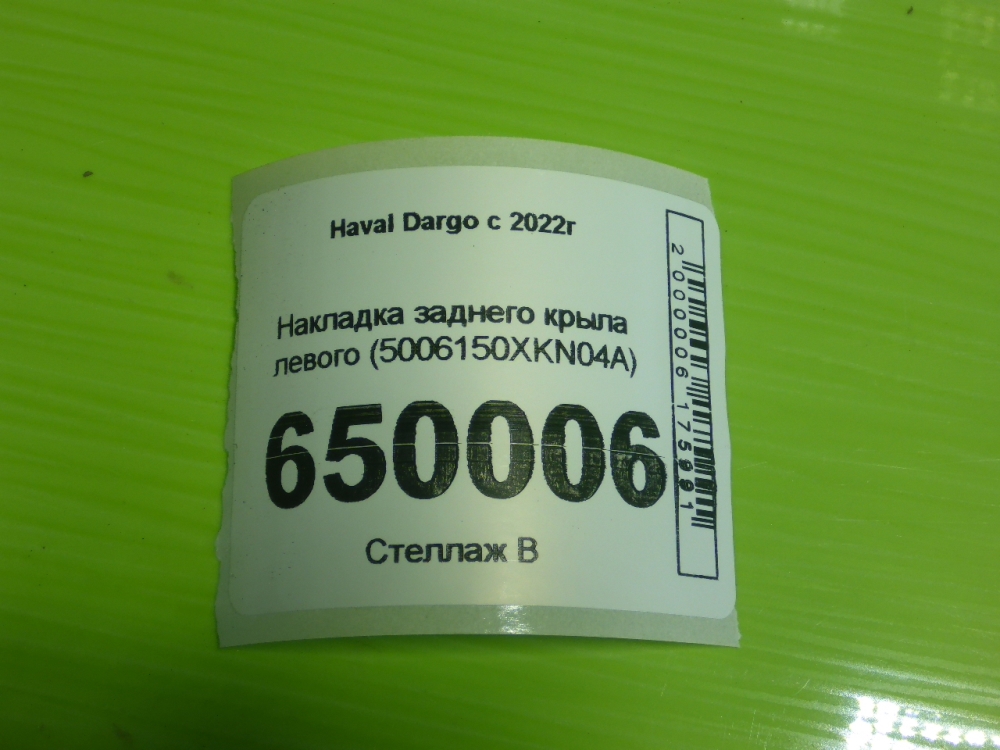 Haval Dargo с 2022г
Накладка заднего крыла
левого (5006150XKN04A)
650006
Стеллаж В
2000006175991